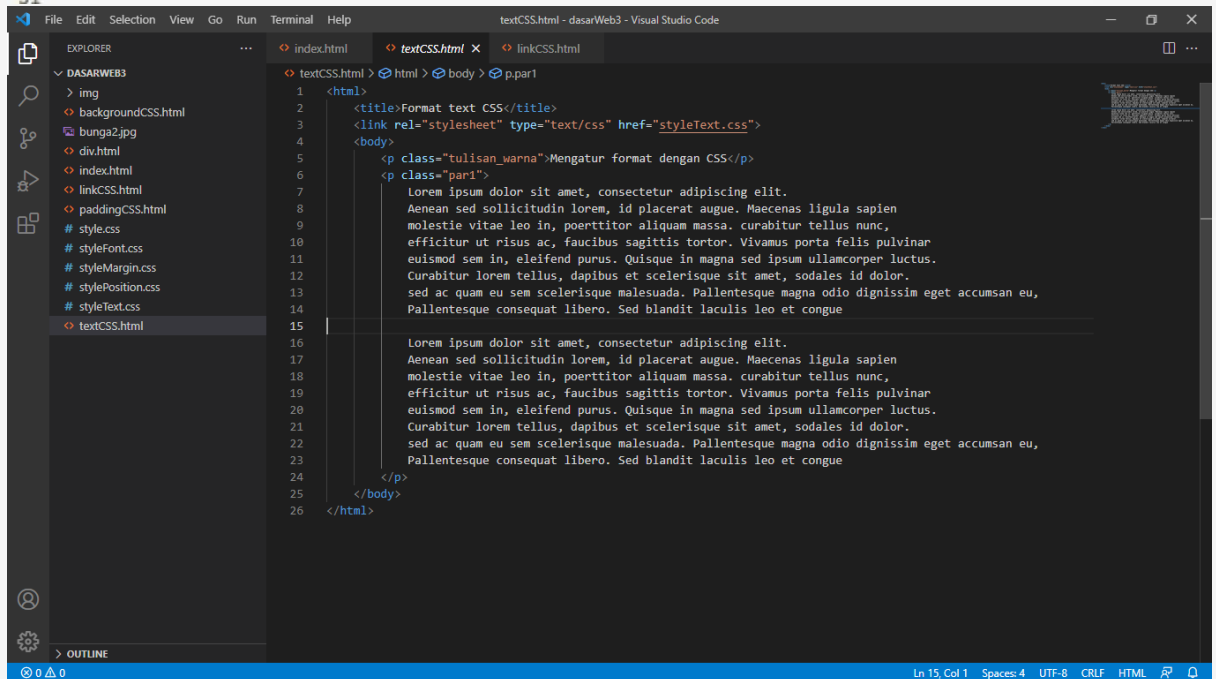 File Edit Selection View Go Run Terminal Help textCSS.html - dasarWeb3 - Visual Studio Code
EXPLORER
DASARWEB3
img
backgroundCSS.html
bunga2.jpg
div.html
index.html
linkCSS.html
paddingCSS.html
style.css
styleFont.css
styleMargin.css
stylePosition.css
styleText.css
textCSS.html
OUTLINE
index.html textCSS.html linkCSS.html
textCSS.html > html > body > p.par1
1 <html>
2 <title>Format text CSS</title>
3 <link rel="stylesheet" type="text/css" href="styleText.css">
4 <body>
5 <p class="tulisan_warna">Mengatur format dengan CSS</p>
6 <p class="par1">
7 Lorem ipsum dolor sit amet, consectetur adipiscing elit.
8 Aenean sed sollicitudin lorem, id placerat augue. Maecenas ligula sapien
9 molestie vitae leo in, poerttitor aliquam massa. curabitur tellus nunc,
10 efficitur ut risus ac, faucibus sagittis tortor. Vivamus porta felis pulvinar
11 euismod sem in, eleifend purus. Quisque in magna sed ipsum ullamcorper luctus.
12 Curabitur lorem tellus, dapibus et scelerisque sit amet, sodales id dolor.
13 sed ac quam eu sem scelerisque malesuada. Pallentesque magna odio dignissim eget accumsan eu,
14 Pallentesque consequat libero. Sed blandit laculis leo et congue
15
16 Lorem ipsum dolor sit amet, consectetur adipiscing elit.
17 Aenean sed sollicitudin lorem, id placerat augue. Maecenas ligula sapien
18 molestie vitae leo in, poerttitor aliquam massa. curabitur tellus nunc,
19 efficitur ut risus ac, faucibus sagittis tortor. Vivamus porta felis pulvinar
20 euismod sem in, eleifend purus. Quisque in magna sed ipsum ullamcorper luctus.
21 Curabitur lorem tellus, dapibus et scelerisque sit amet, sodales id dolor.
22 sed ac quam eu sem scelerisque malesuada. Pallentesque magna odio dignissim eget accumsan eu,
23 Pallentesque consequat libero. Sed blandit laculis leo et congue
24 </p>
25 </body>
26 </html>
0 0 Ln 15, Col 1 Spaces: 4 UTF-8 CRLF HTML